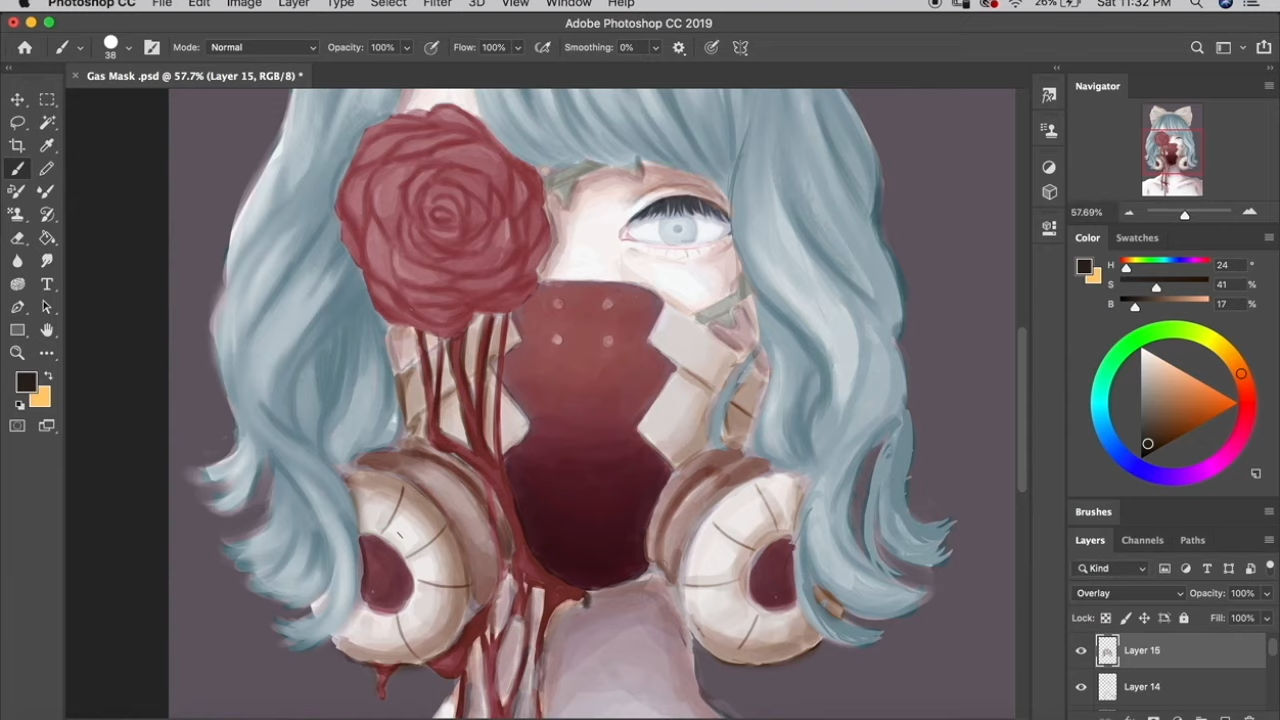 Photoshop CC File Edit Image Layer Type Select Filter 3D View Window Help 26% Sat 11:32 PM
Adobe Photoshop CC 2019
38 Mode: Normal Opacity: 100% Flow: 100% Smoothing: 0%
Gas Mask .psd @ 57.7% (Layer 15, RGB/8) *
Navigator
57.69%
Color Swatches
H 24 °
S 41 %
B 17 %
Brushes
Layers Channels Paths
Kind
Overlay Opacity: 100%
Lock: Fill: 100%
Layer 15
Layer 14